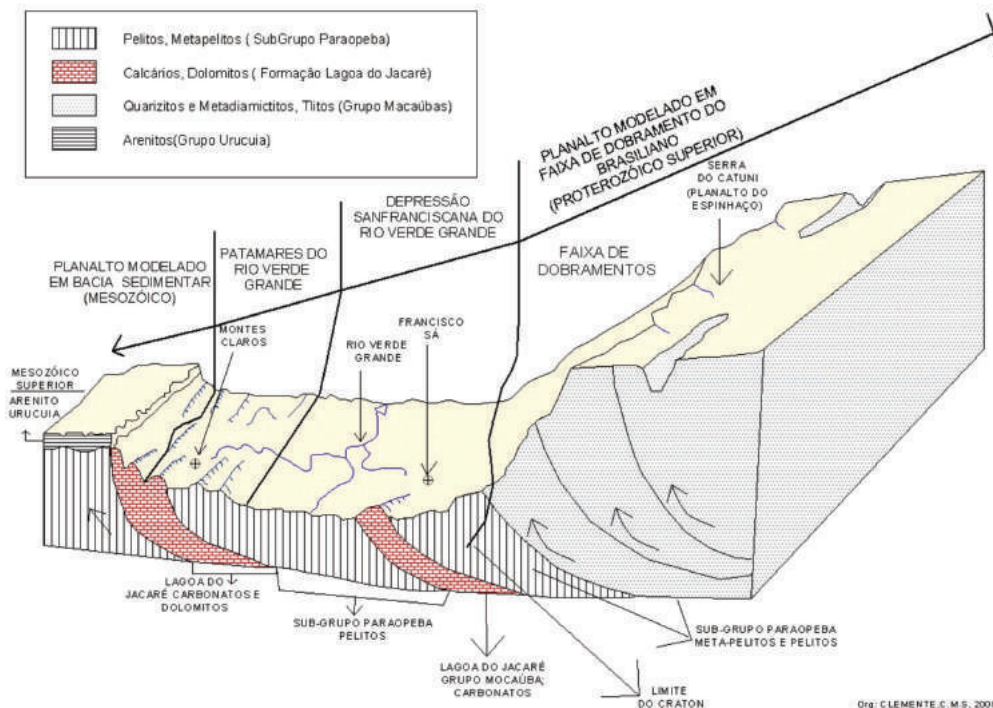 Pelitos, Metapelitos ( SubGrupo Paraopeba)
Calcários, Dolomitos ( Formação Lagoa do Jacaré)
Quarizitos e Metadiamictitos, Tlitos (Grupo Macaúbas)
Arenitos(Grupo Urucuia)
PLANALTO MODELADO EM
FAIXA DE DOBRAMENTO DO
BRASILIANO
(PROTEROZÓICO SUPERIOR)
SERRA
DO CATUNI
(PLANALTO DO
ESPINHAÇO)
DEPRESSÃO
SANFRANCISCANA DO
RIO VERDE GRANDE
FAIXA DE
DOBRAMENTOS
PATAMARES DO
RIO VERDE
GRANDE
PLANALTO MODELADO
EM BACIA SEDIMENTAR
(MESOZÓICO)
MONTES
CLAROS
RIO VERDE
GRANDE
FRANCISCO
SÁ
MESOZÓICO
SUPERIOR
ARENITO
URUCUIA
LAGOA DO
JACARÉ CARBONATOS E
DOLOMITOS
SUB-GRUPO PARAOPEBA
PELITOS
LAGOA DO JACARÉ
GRUPO MOCAÚBA;
CARBONATOS
LIMITE
DO CRATON
SUB-GRUPO PARAOPEBA
META-PELITOS E PELITOS
Org: CLEMENTE,C.M.S,